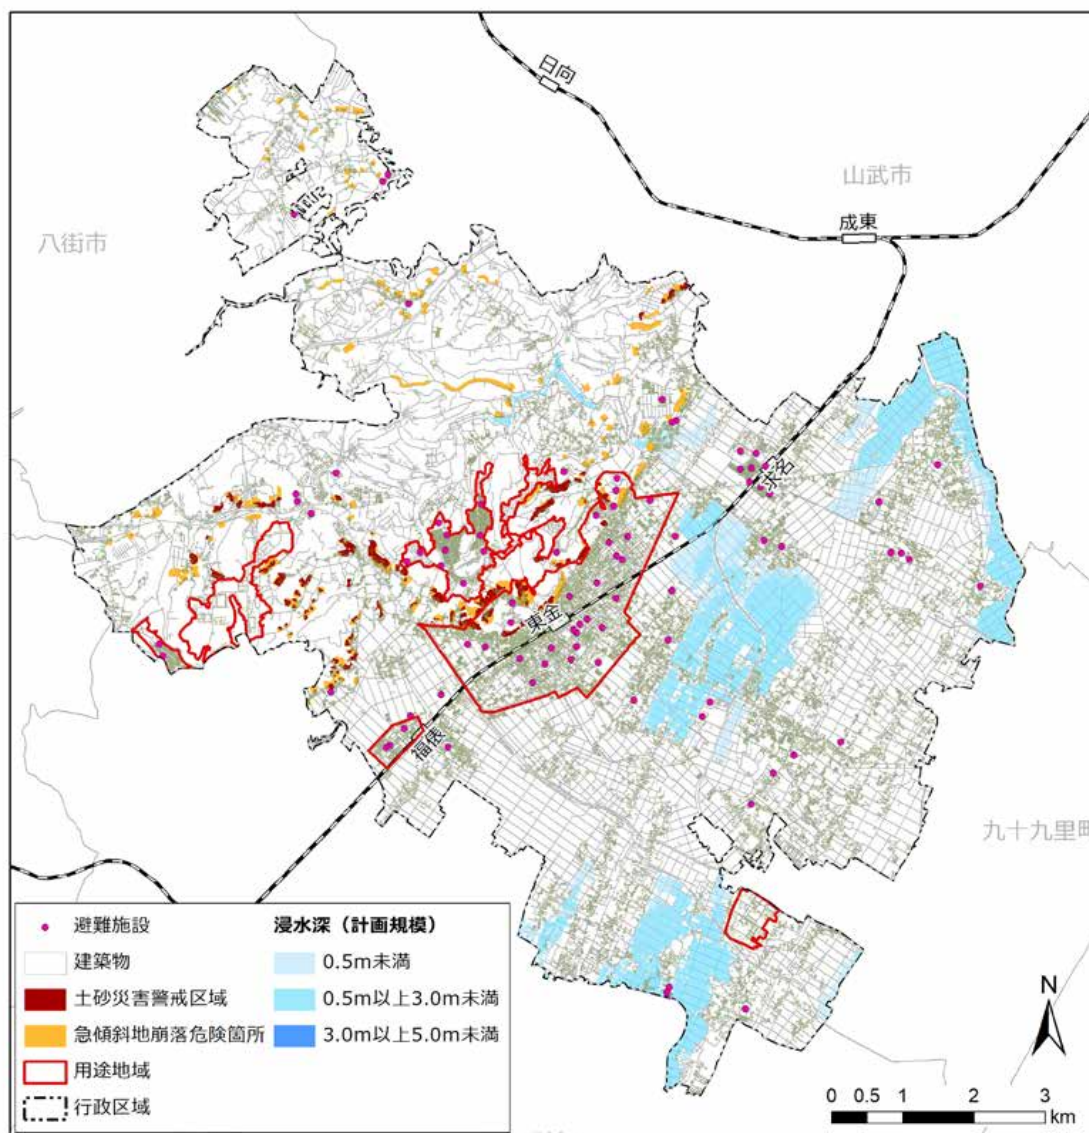 日向
山武市
成東
八街市
求名
東金
福俵
九十九里町
避難施設
建築物
土砂災害警戒区域
急傾斜地崩落危険箇所
用途地域
行政区域
浸水深（計画規模）
0.5m未満
0.5m以上3.0m未満
3.0m以上5.0m未満
N
0 0.5 1 2 3
km